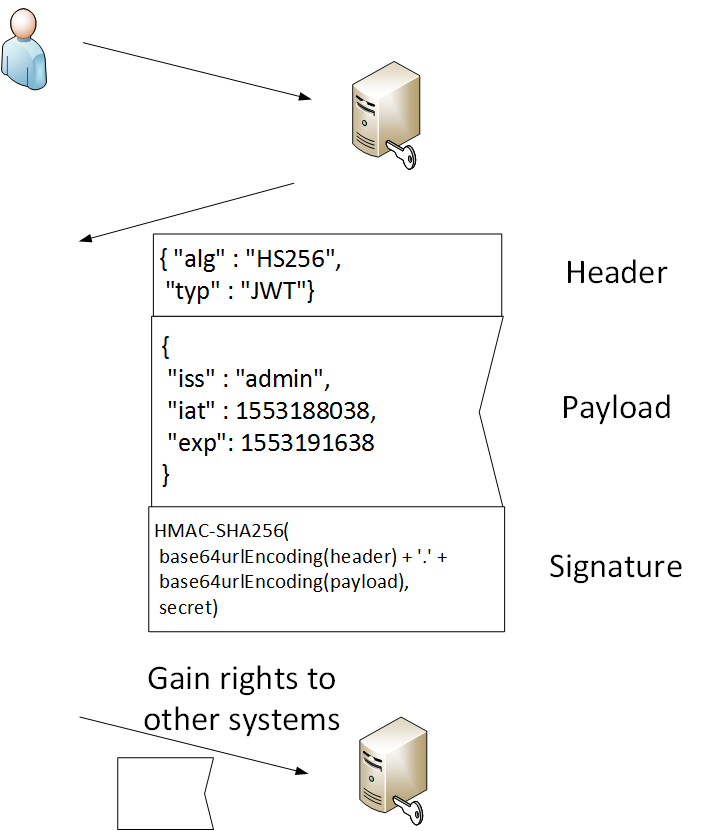 { "alg" : "HS256",
"typ" : "JWT"}
Header
{
"iss" : "admin",
"iat" : 1553188038,
"exp": 1553191638
}
Payload
HMAC-SHA256(
base64urlEncoding(header) + '.' +
base64urlEncoding(payload),
secret)
Signature
Gain rights to
other systems